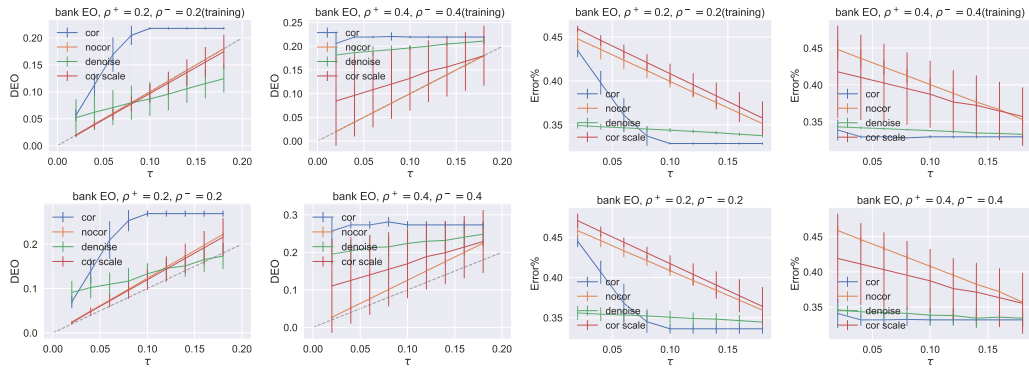 bank EO, ρ⁺ = 0.2, ρ⁻ = 0.2(training)
DEO
0.20
0.15
0.10
0.05
0.00
cor
nocor
denoise
cor scale
0.00 0.05 0.10 0.15 0.20
τ
bank EO, ρ⁺ = 0.4, ρ⁻ = 0.4(training)
DEO
0.25
0.20
0.15
0.10
0.05
0.00
cor
nocor
denoise
cor scale
0.00 0.05 0.10 0.15 0.20
τ
bank EO, ρ⁺ = 0.2, ρ⁻ = 0.2(training)
Error%
0.45
0.40
0.35
cor
nocor
denoise
cor scale
0.05 0.10 0.15
τ
bank EO, ρ⁺ = 0.4, ρ⁻ = 0.4(training)
Error%
0.45
0.40
0.35
cor
nocor
denoise
cor scale
0.05 0.10 0.15
τ
bank EO, ρ⁺ = 0.2, ρ⁻ = 0.2
DEO
0.2
0.1
0.0
cor
nocor
denoise
cor scale
0.00 0.05 0.10 0.15 0.20
τ
bank EO, ρ⁺ = 0.4, ρ⁻ = 0.4
DEO
0.3
0.2
0.1
0.0
cor
nocor
denoise
cor scale
0.00 0.05 0.10 0.15 0.20
τ
bank EO, ρ⁺ = 0.2, ρ⁻ = 0.2
Error%
0.45
0.40
0.35
cor
nocor
denoise
cor scale
0.05 0.10 0.15
τ
bank EO, ρ⁺ = 0.4, ρ⁻ = 0.4
Error%
0.45
0.40
0.35
cor
nocor
denoise
cor scale
0.05 0.10 0.15
τ